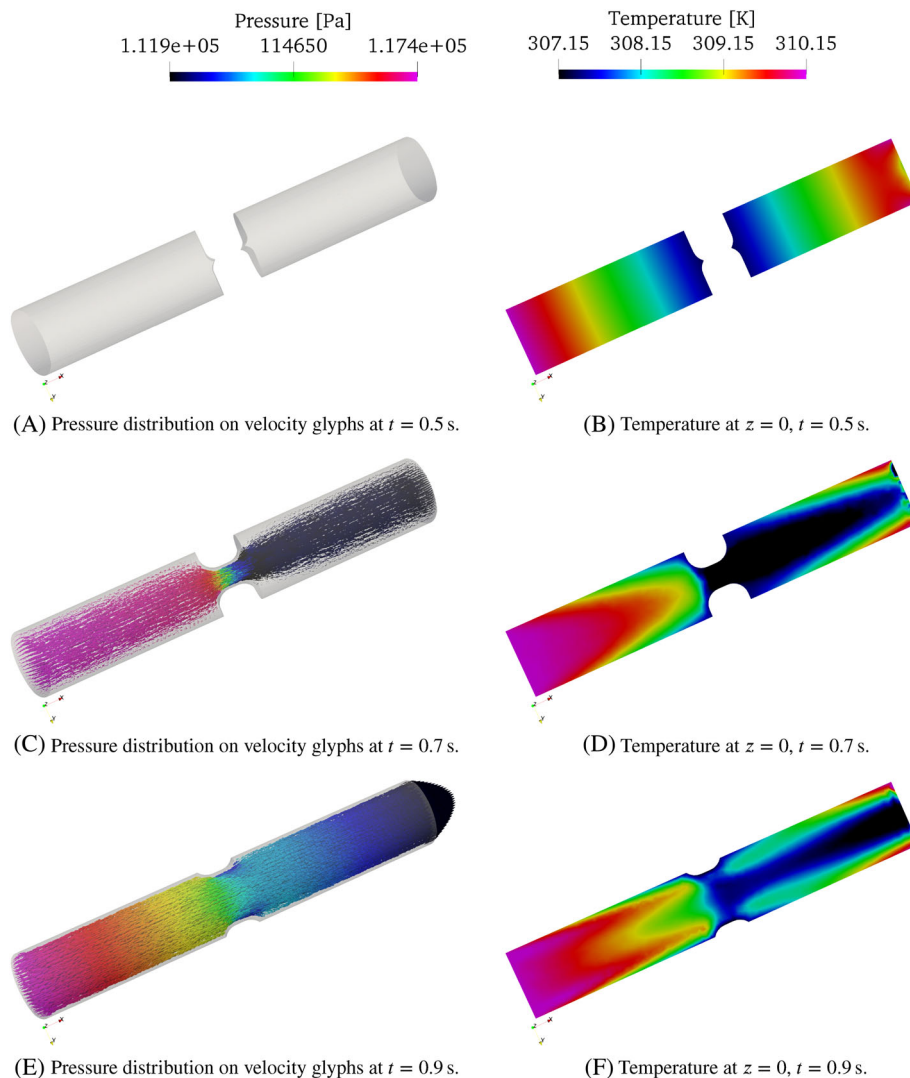 Pressure [Pa]
1.119e+05 114650 1.174e+05
Temperature [K]
307.15 308.15 309.15 310.15
(A) Pressure distribution on velocity glyphs at t = 0.5 s.
(B) Temperature at z = 0, t = 0.5 s.
(C) Pressure distribution on velocity glyphs at t = 0.7 s.
(D) Temperature at z = 0, t = 0.7 s.
(E) Pressure distribution on velocity glyphs at t = 0.9 s.
(F) Temperature at z = 0, t = 0.9 s.